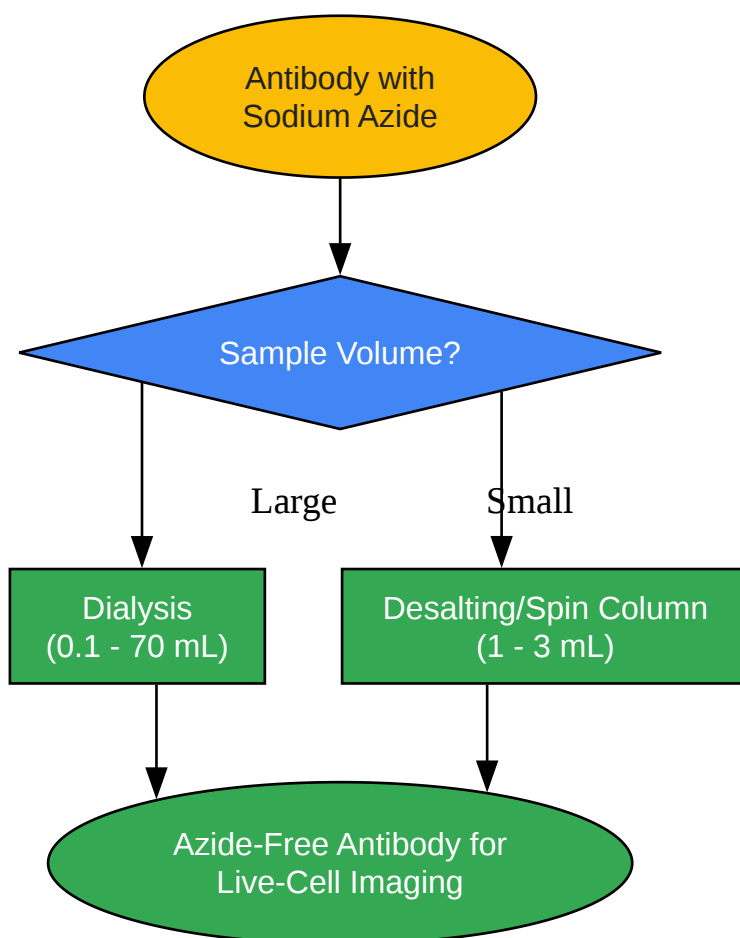 Antibody with
Sodium Azide
Sample Volume?
Large
Small
Dialysis
(0.1 - 70 mL)
Desalting/Spin Column
(1 - 3 mL)
Azide-Free Antibody for
Live-Cell Imaging